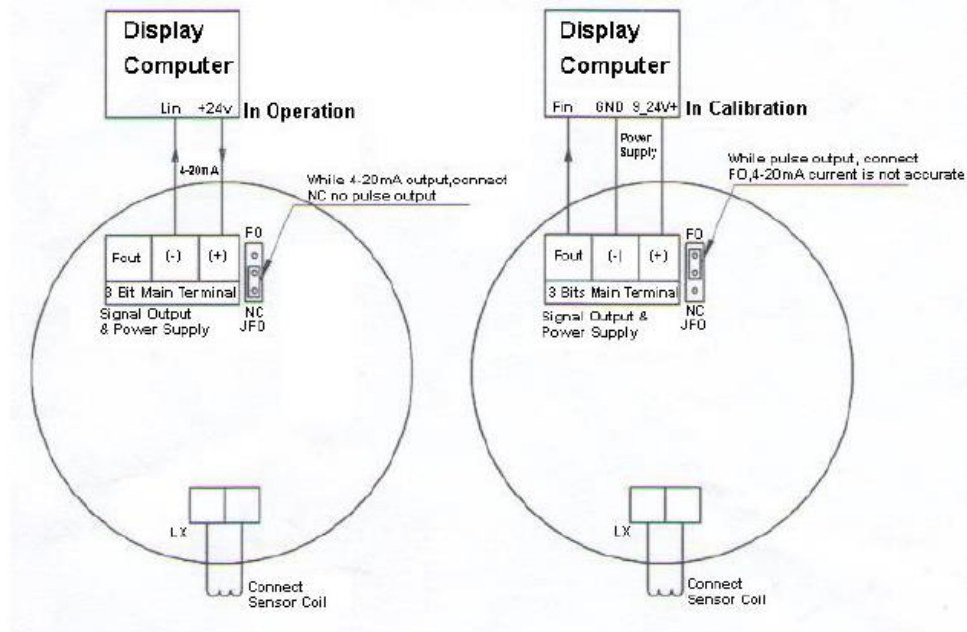 Display
Computer
Lin +24v
In Operation
4-20mA
While 4-20mA output,connect
NC no pulse output
FO
Fout (-) (+)
3 Bit Main Terminal
NC
JFO
Signal Output
& Power Supply
LX
Connect
Sensor Coil
Display
Computer
Fin GND 9_24V+
In Calibration
Power
Supply
While pulse output, connect
FO,4-20mA current is not accurate
FO
Fout (-) (+)
3 Bits Main Terminal
NC
JFO
Signal Output &
Power Supply
LX
Connect
Sensor Coil